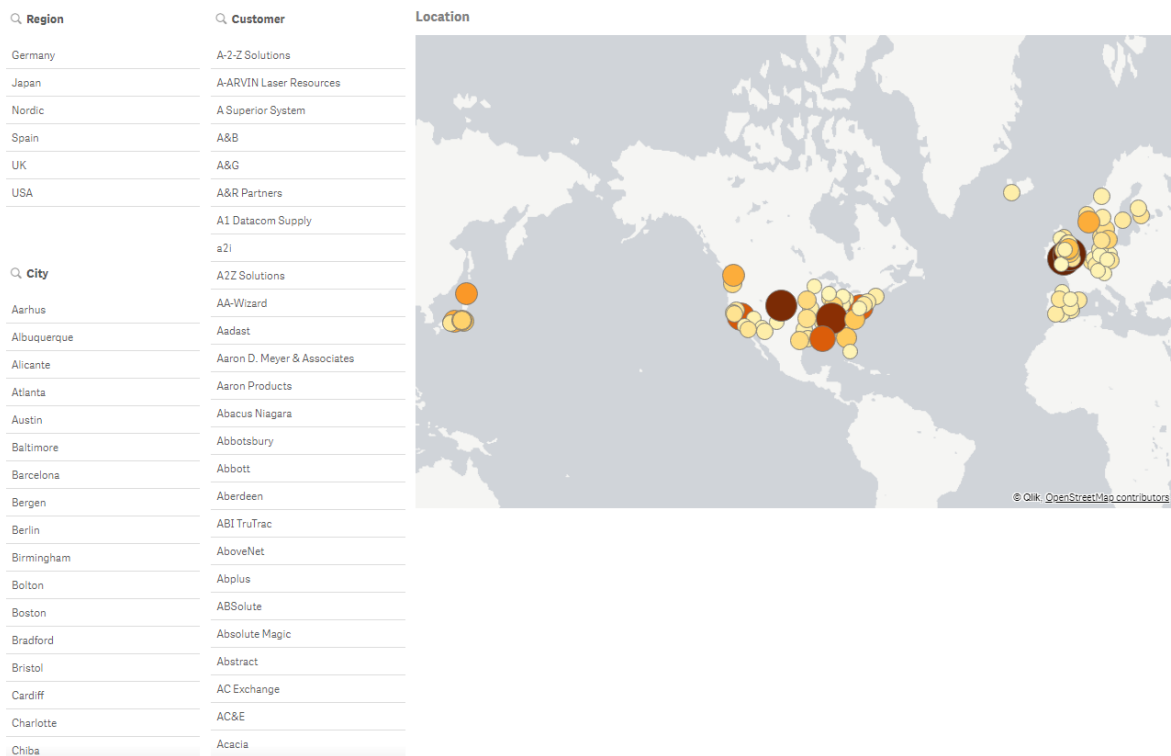 Region
Germany
Japan
Nordic
Spain
UK
USA
City
Aarhus
Albuquerque
Alicante
Atlanta
Austin
Baltimore
Barcelona
Bergen
Berlin
Birmingham
Bolton
Boston
Bradford
Bristol
Cardiff
Charlotte
Chiba
Customer
A-2-Z Solutions
A-ARVIN Laser Resources
A Superior System
A&B
A&G
A&R Partners
A1 Datacom Supply
a2i
A2Z Solutions
AA-Wizard
Aadast
Aaron D. Meyer & Associates
Aaron Products
Abacus Niagara
Abbotsbury
Abbott
Aberdeen
ABI TruTrac
AboveNet
Abplus
ABSolute
Absolute Magic
Abstract
AC Exchange
AC&E
Acacia
Location
© Qlik, OpenStreetMap contributors